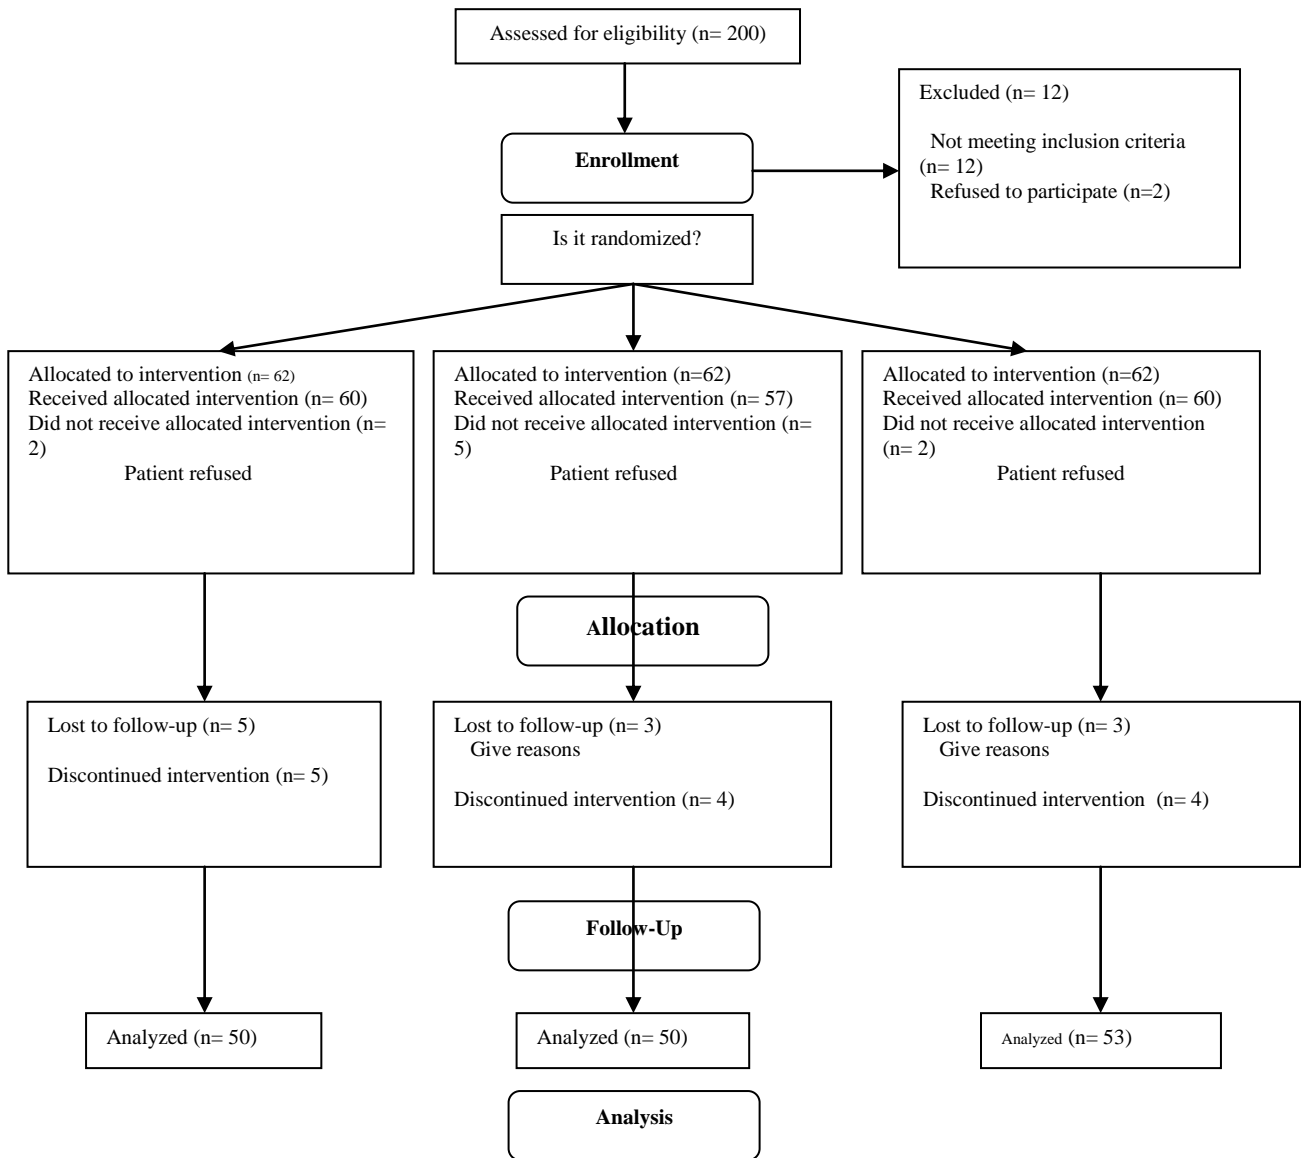 Assessed for eligibility (n= 200)
Excluded (n= 12)
Not meeting inclusion criteria
(n= 12)
Refused to participate (n=2)
Enrollment
Is it randomized?
Allocated to intervention (n= 62)
Received allocated intervention (n= 60)
Did not receive allocated intervention (n=
2)
Patient refused
Allocated to intervention (n=62)
Received allocated intervention (n= 57)
Did not receive allocated intervention (n=
5)
Patient refused
Allocated to intervention (n=62)
Received allocated intervention (n= 60)
Did not receive allocated intervention
(n= 2)
Patient refused
Allocation
Lost to follow-up (n= 5)
Discontinued intervention (n= 5)
Lost to follow-up (n= 3)
Give reasons
Discontinued intervention (n= 4)
Lost to follow-up (n= 3)
Give reasons
Discontinued intervention  (n= 4)
Follow-Up
Analyzed (n= 50)
Analyzed (n= 50)
Analyzed (n= 53)
Analysis